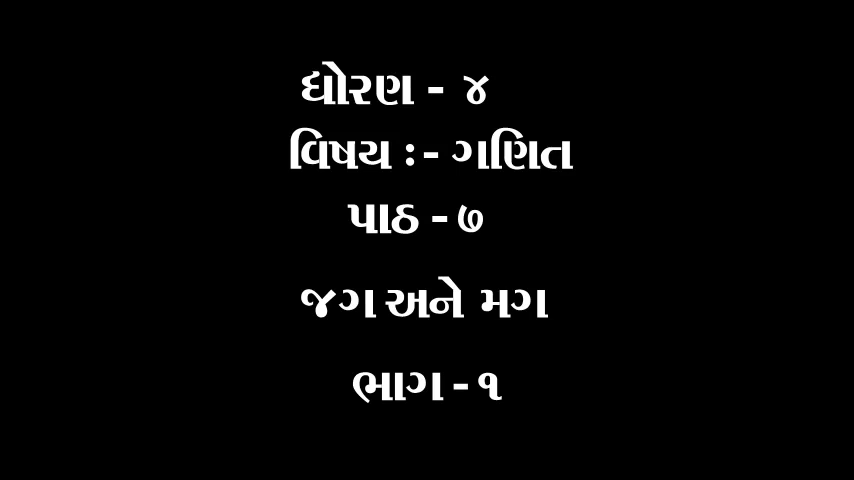 ધોરણ - ૪
વિષય :- ગણિત
પાઠ - ૭
જગ અને મગ
ભાગ - ૧